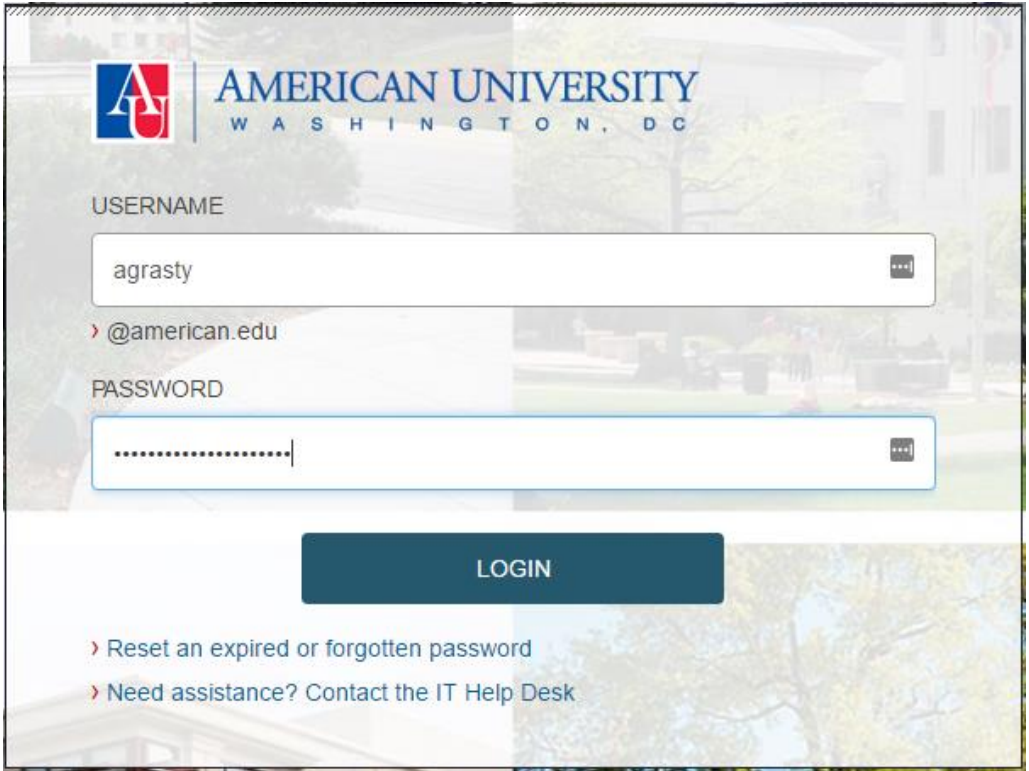 AU
AMERICAN UNIVERSITY
WASHINGTON, DC
USERNAME
agrasty
› @american.edu
PASSWORD
•••••••••••••••••••••
LOGIN
› Reset an expired or forgotten password
› Need assistance? Contact the IT Help Desk